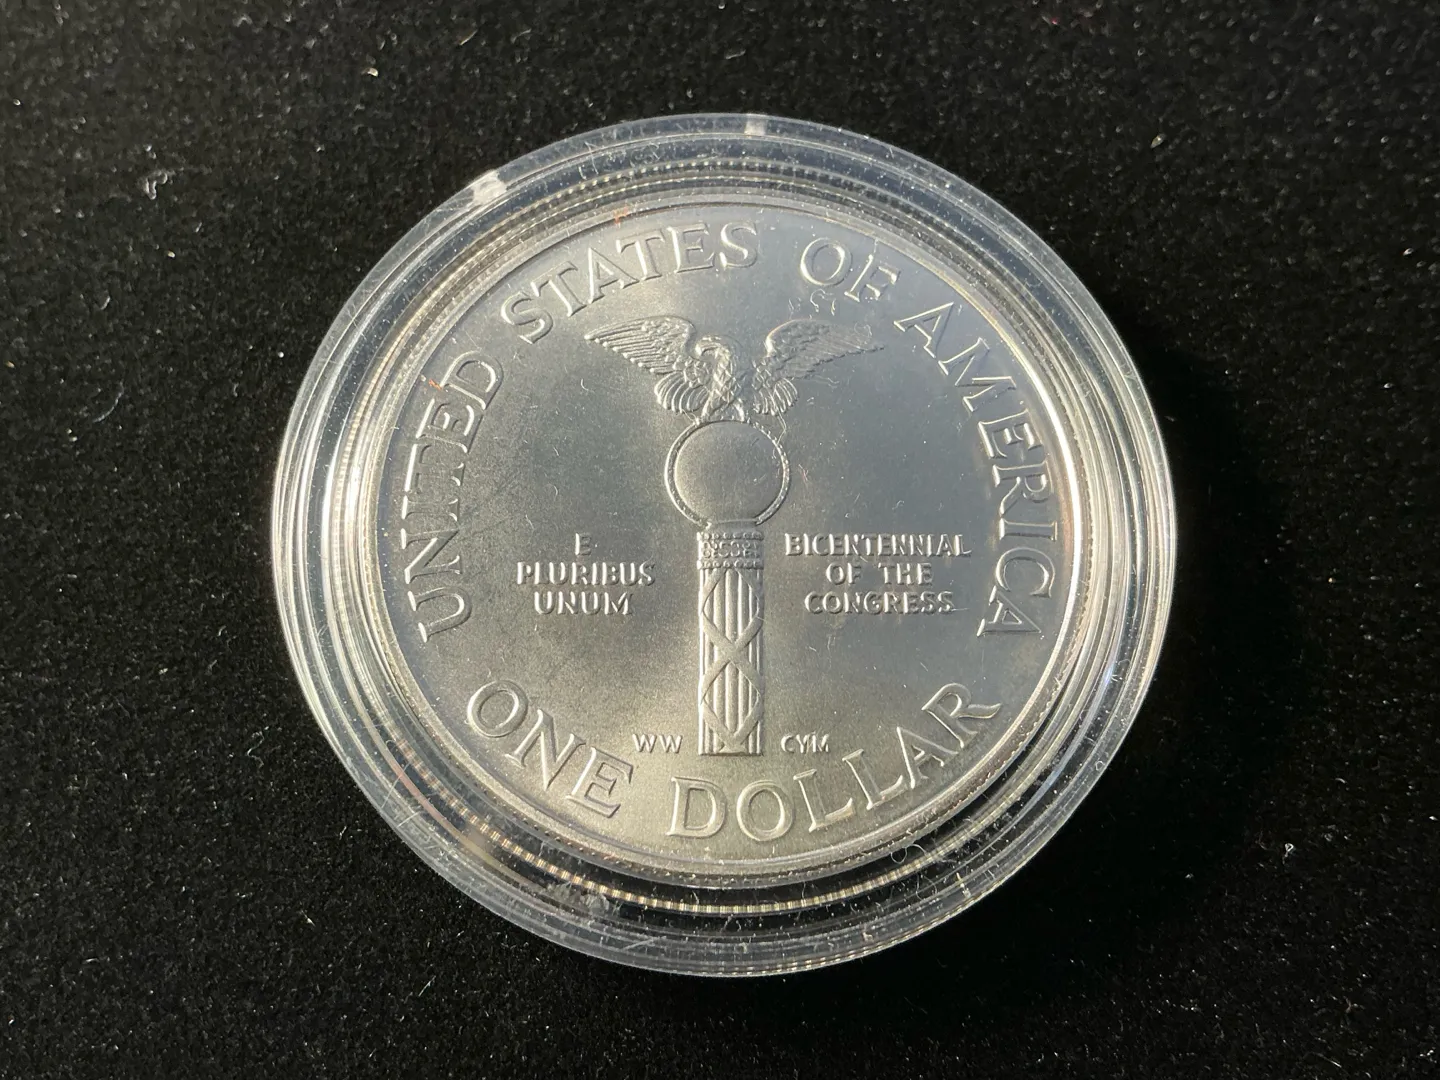 UNITED STATES OF AMERICA
E
PLURIBUS
UNUM
BICENTENNIAL
OF THE
CONGRESS
WW
CYM
ONE DOLLAR